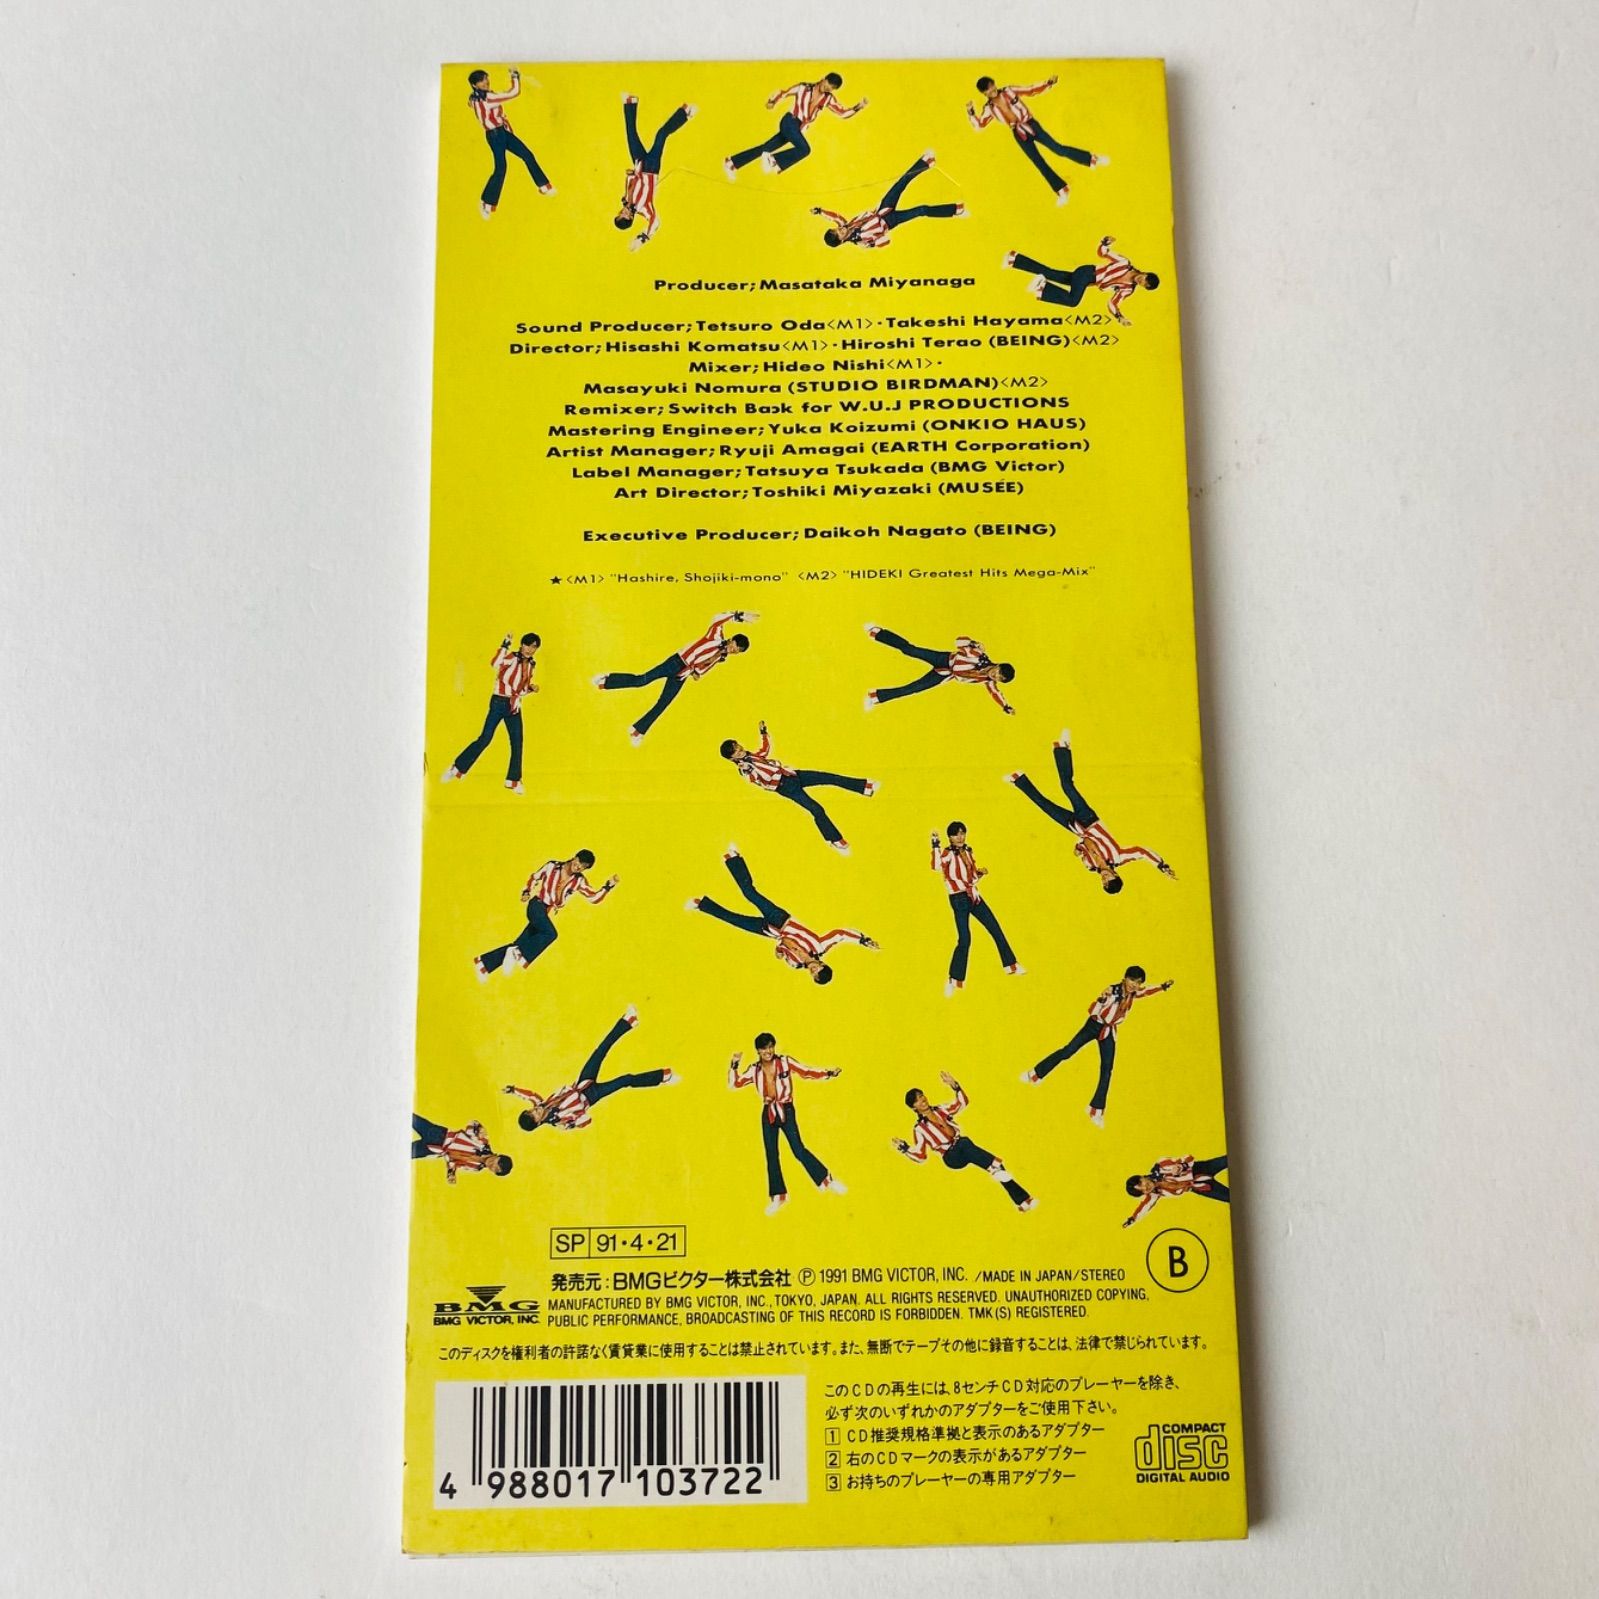 Producer;Masataka Miyanaga
Sound Producer;Tetsuro Oda<M1>・Takeshi Hayama<M2>
Director;Hisashi Komatsu<M1>・Hiroshi Terao (BEING)<M2>
Mixer;Hideo Nishi<M1>・
Masayuki Nomura (STUDIO BIRDMAN)<M2>
Remixer;Switch Baɔk for W.U.J PRODUCTIONS
Mastering Engineer;Yuka Koizumi (ONKIO HAUS)
Artist Manager;Ryuji Amagai (EARTH Corporation)
Label Manager;Tatsuya Tsukada (BMG Victor)
Art Director;Toshiki Miyazaki (MUSÉE)
Executive Producer;Daikoh Nagato (BEING)
★<M1> "Hashire, Shojiki-mono" <M2> "HIDEKI Greatest Hits Mega-Mix"
SP 91・4・21
B
発売元:BMGビクター株式会社 Ⓟ 1991 BMG VICTOR, INC. /MADE IN JAPAN/STEREO
BMG
BMG VICTOR, INC.
MANUFACTURED BY BMG VICTOR, INC.,TOKYO, JAPAN. ALL RIGHTS RESERVED. UNAUTHORIZED COPYING,
PUBLIC PERFORMANCE, BROADCASTING OF THIS RECORD IS FORBIDDEN. TMK(S) REGISTERED.
このディスクを権利者の許諾なく賃貸業に使用することは禁止されています。また、無断でテープその他に録音することは、法律で禁じられています。
4 988017 103722
このCDの再生には、8センチCD対応のプレーヤーを除き、
必ず次のいずれかのアダプターをご使用下さい。
1 CD推奨規格準拠と表示のあるアダプター
2 右のCDマークの表示があるアダプター
3 お持ちのプレーヤーの専用アダプター
COMPACT
disc
DIGITAL AUDIO